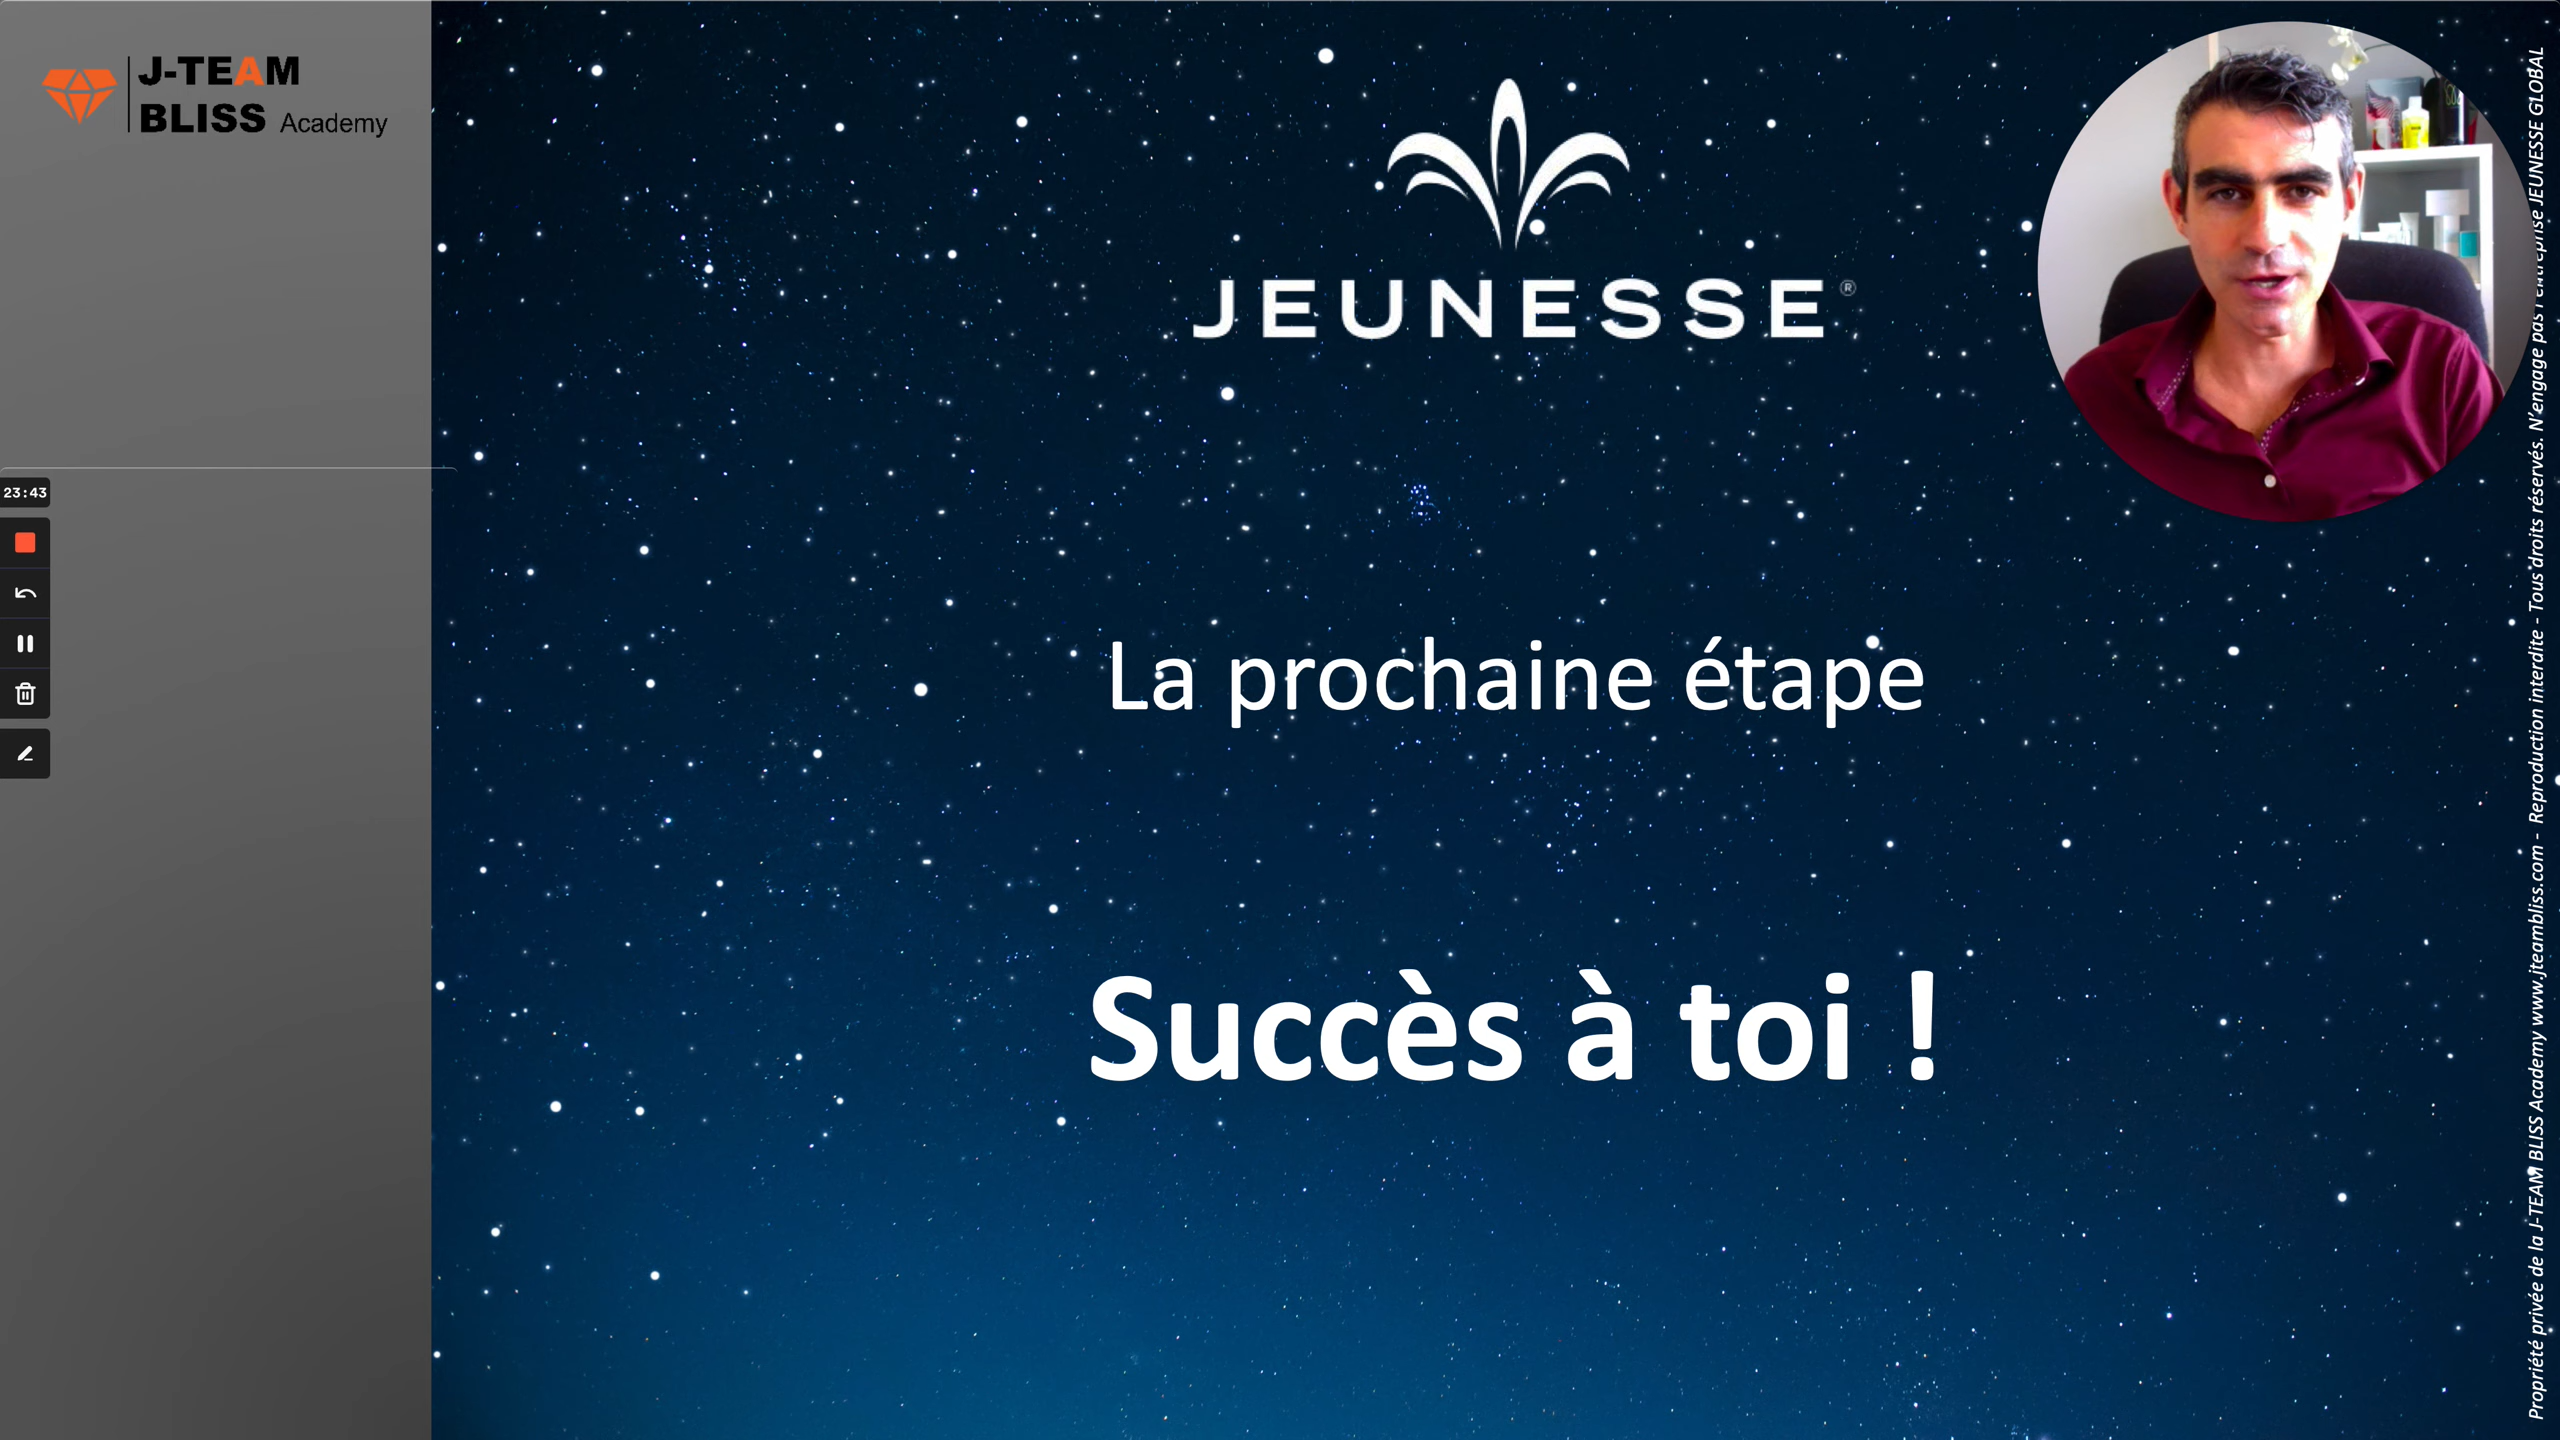 J-TEAM
BLISS Academy
JEUNESSE®
23:43
La prochaine étape
Succès à toi !
Propriété privée de la J-TEAM BLISS Academy www.jteambliss.com - Reproduction interdite - Tous droits réservés. N'engage pas l'entreprise JEUNESSE GLOBAL